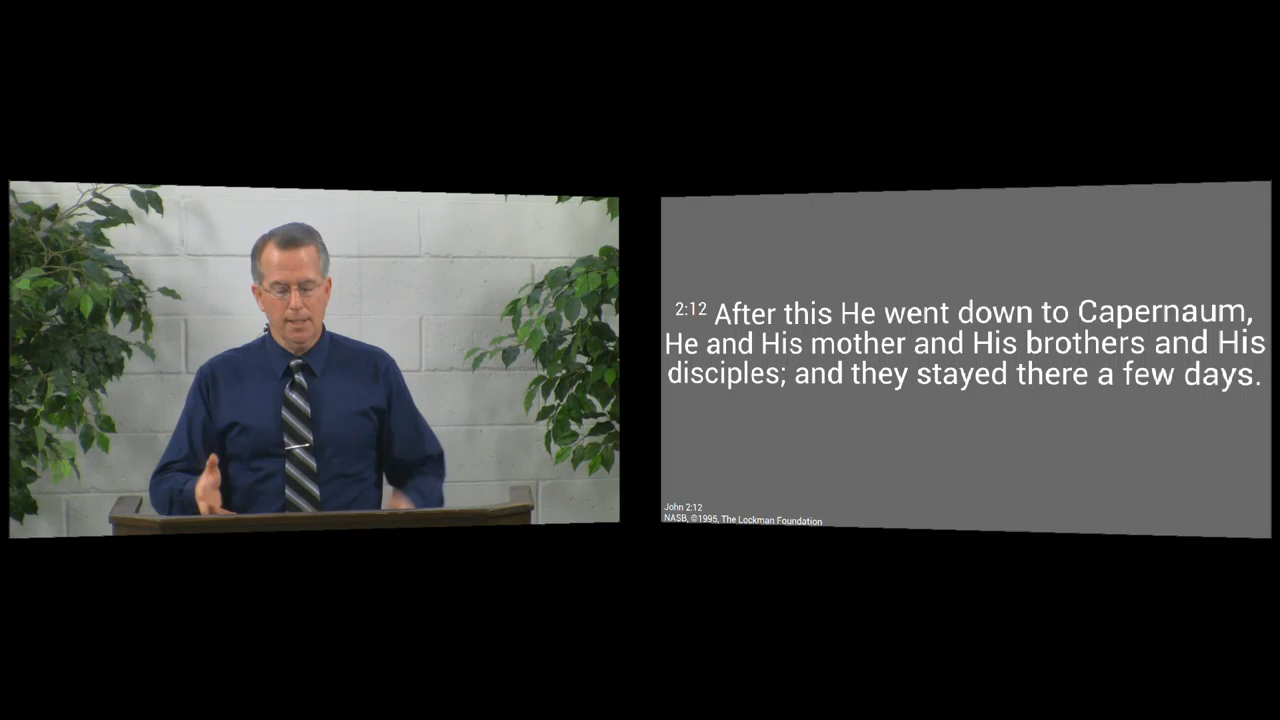 2:12 After this He went down to Capernaum,
He and His mother and His brothers and His
disciples; and they stayed there a few days.
John 2:12
NASB, ©1995, The Lockman Foundation